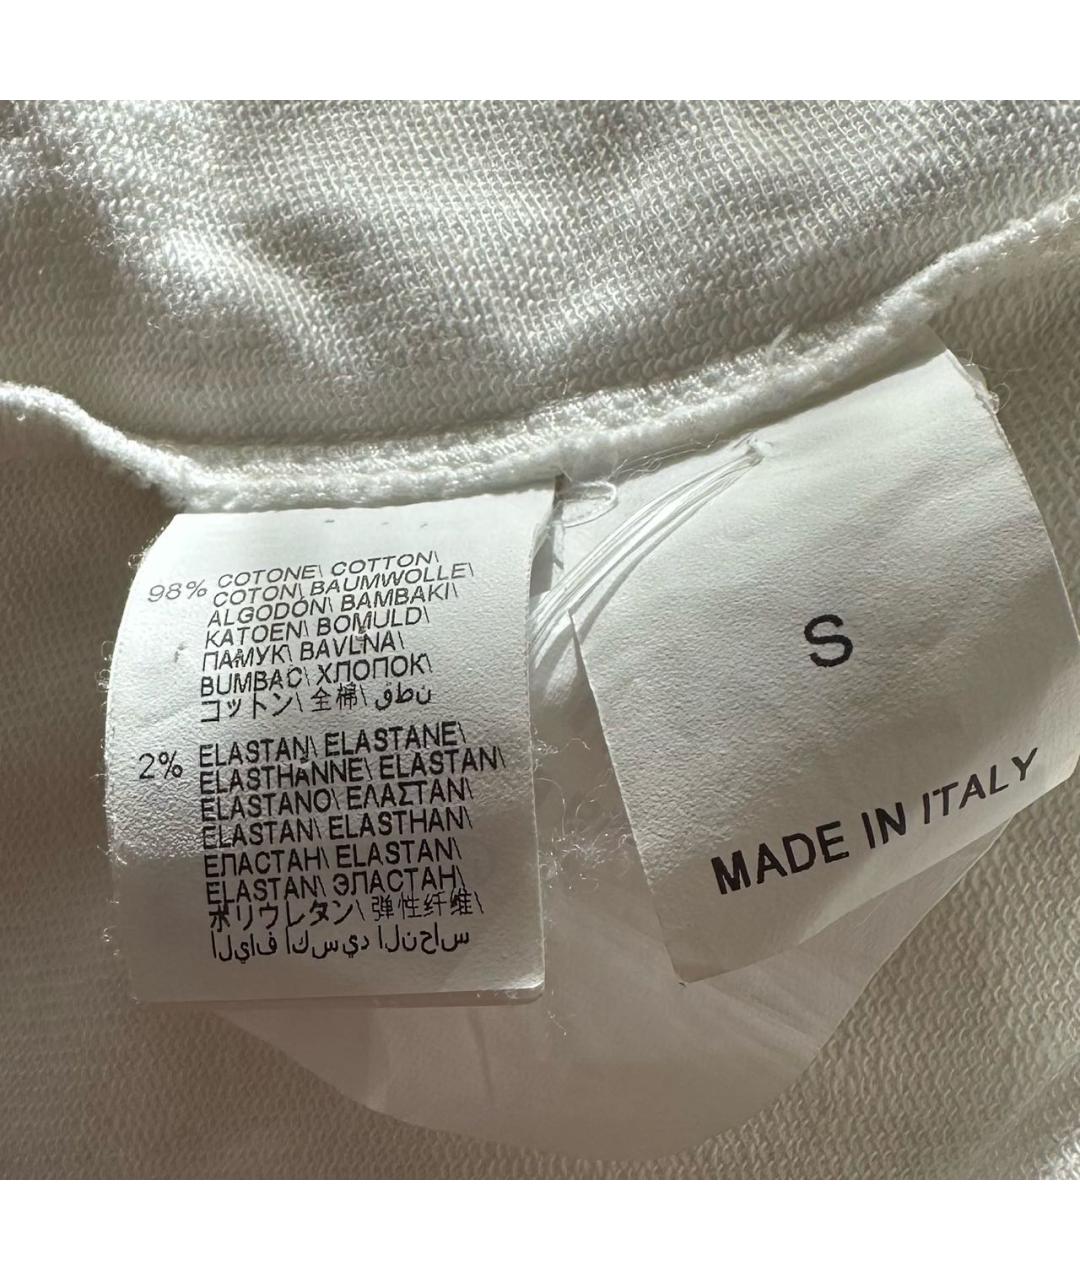 98% COTONE\ COTTON\
COTON\ BAUMWOLLE\
ALGODÓN\ BAMBAKI\
KATOEN\ BOMULD\
ПАМУК\ BAVLNA\
BUMBAC\ ХЛОПОК\
コットン\ 全棉\ قطن
2% ELASTAN\ ELASTANE\
ELASTHANNE\ ELASTAN\
ELASTANO\ ΕΛΑΣΤΑΝ\
ELASTAN\ ELASTHAN\
ЕЛАСТАН\ ELASTAN\
ELASTAN\ ЭЛАСТАН\
ポリウレタン\ 弹性纤维\
الياف اكسيد النحاس
S
MADE IN ITALY